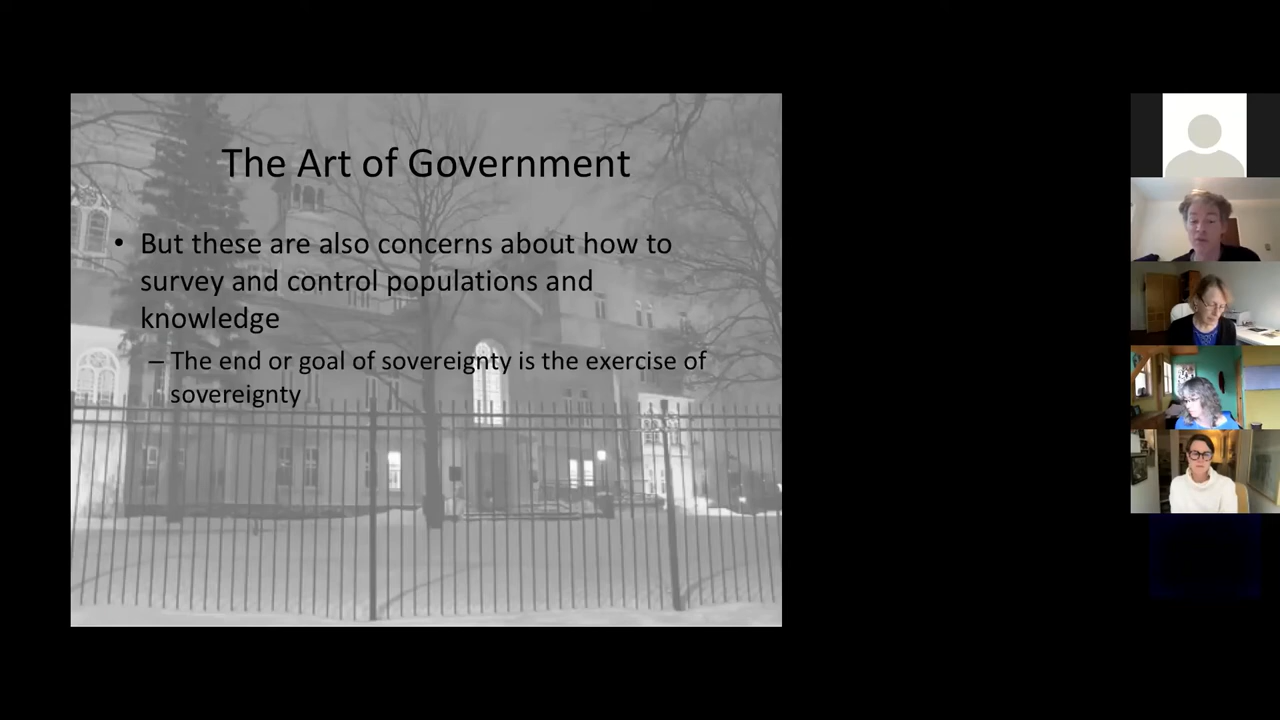 The Art of Government
• But these are also concerns about how to
survey and control populations and
knowledge
– The end or goal of sovereignty is the exercise of
sovereignty